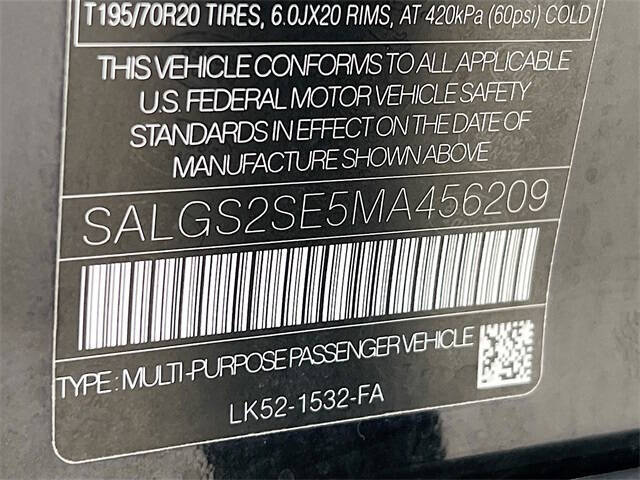 T195/70R20 TIRES, 6.0JX20 RIMS, AT 420kPa (60psi) COLD
THIS VEHICLE CONFORMS TO ALL APPLICABLE
U.S. FEDERAL MOTOR VEHICLE SAFETY
STANDARDS IN EFFECT ON THE DATE OF
MANUFACTURE SHOWN ABOVE
SALGS2SE5MA456209
TYPE : MULTI-PURPOSE PASSENGER VEHICLE
LK52-1532-FA